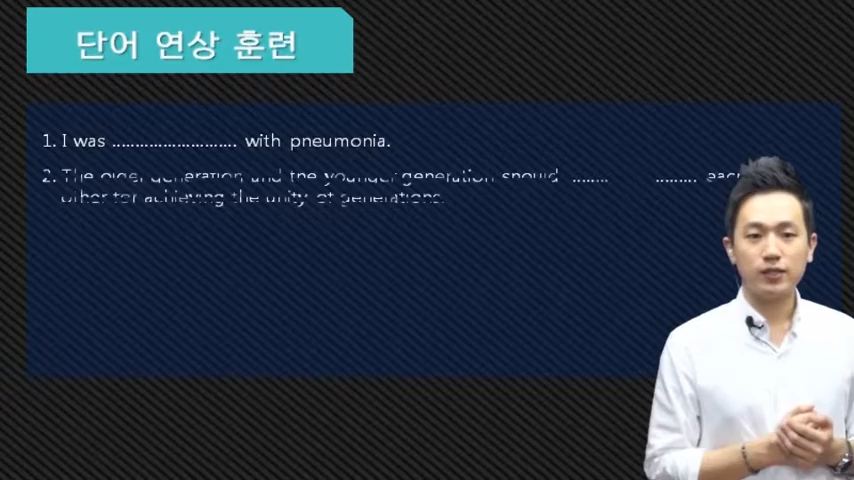 단어 연상 훈련
1. I was ........................... with pneumonia.
2. The older generation and the younger generation should ........ ......... each
other for achieving the unity of generations.